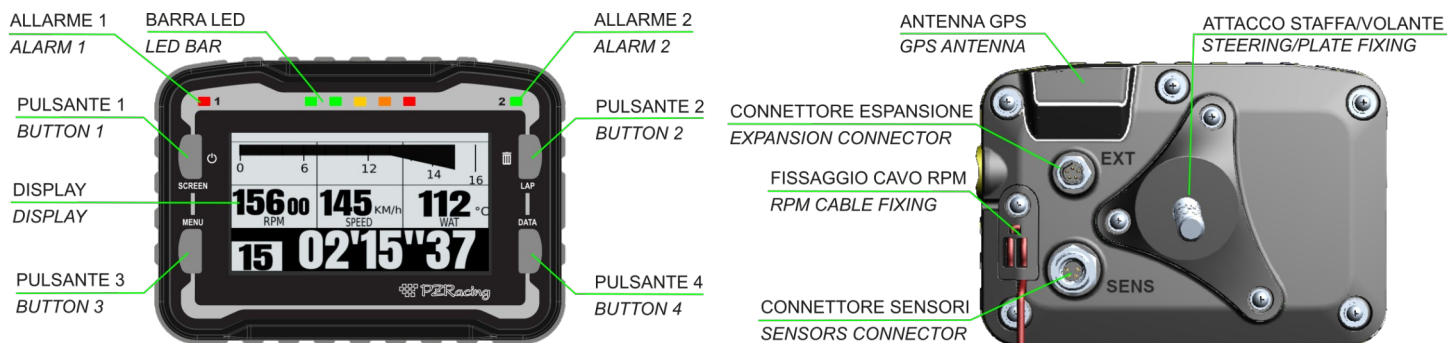 ALLARME 1
ALARM 1
BARRA LED
LED BAR
ALLARME 2
ALARM 2
PULSANTE 1
BUTTON 1
PULSANTE 2
BUTTON 2
DISPLAY
DISPLAY
PULSANTE 3
BUTTON 3
PULSANTE 4
BUTTON 4
1
2
0 6 12 14 16
SCREEN
LAP
15600 145 KM/h 112 °C
RPM SPEED WAT
MENU
DATA
15 02'15"37
PZRacing
ANTENNA GPS
GPS ANTENNA
ATTACCO STAFFA/VOLANTE
STEERING/PLATE FIXING
CONNETTORE ESPANSIONE
EXPANSION CONNECTOR
EXT
FISSAGGIO CAVO RPM
RPM CABLE FIXING
SENS
CONNETTORE SENSORI
SENSORS CONNECTOR